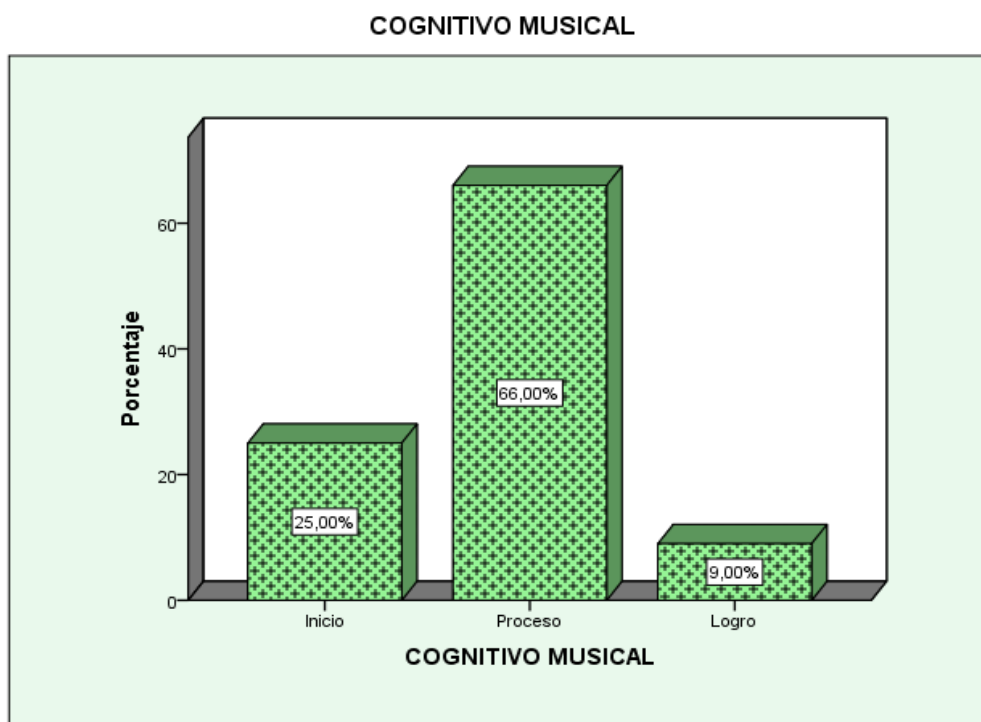 COGNITIVO MUSICAL
Porcentaje
60
40
20
0
66,00%
25,00%
9,00%
Inicio
Proceso
Logro
COGNITIVO MUSICAL